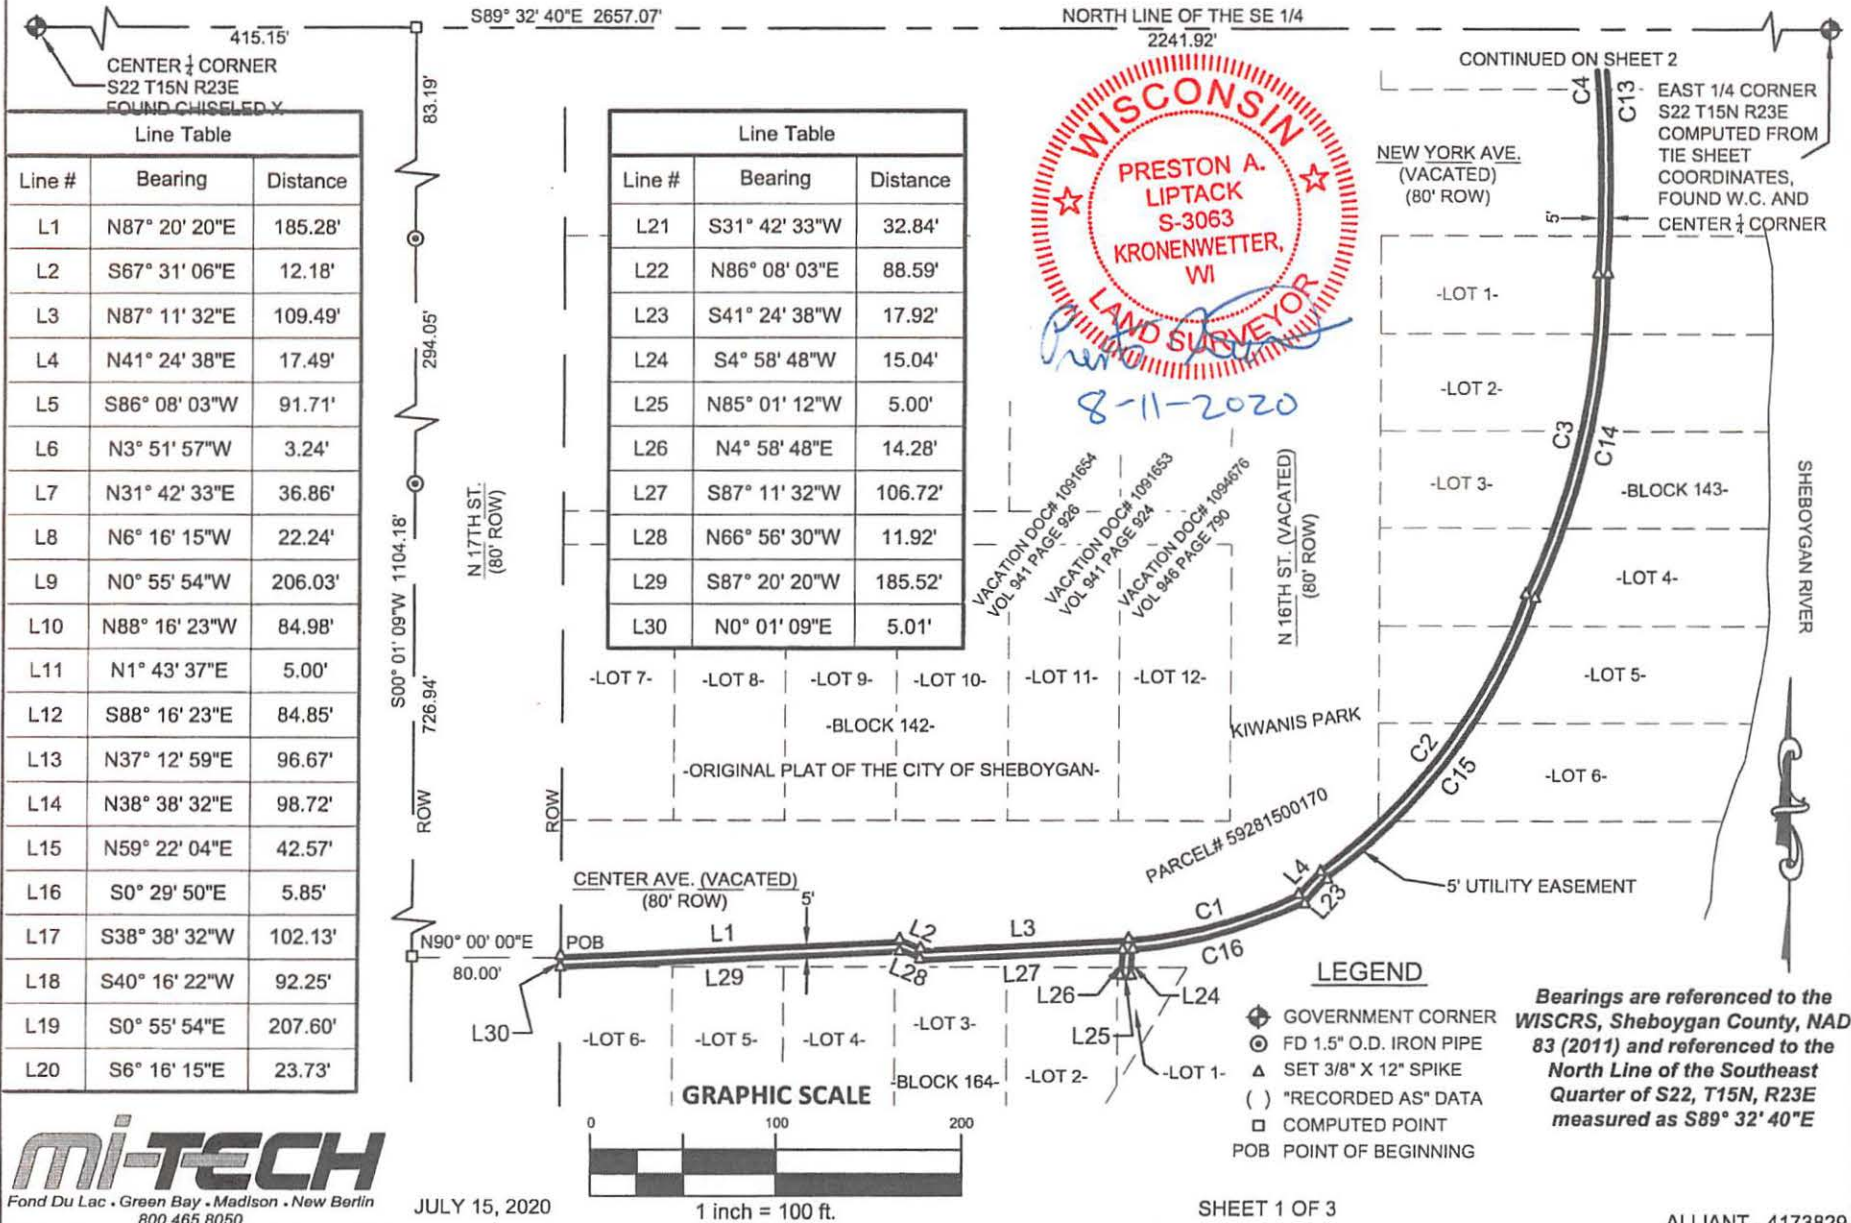 S89° 32' 40"E 2657.07'
NORTH LINE OF THE SE 1/4
415.15'
2241.92'
CENTER 1/4 CORNER
S22 T15N R23E
FOUND CHISELED X
83.19'
CONTINUED ON SHEET 2
C4
C13
EAST 1/4 CORNER
S22 T15N R23E
COMPUTED FROM
TIE SHEET
COORDINATES,
FOUND W.C. AND
CENTER 1/4 CORNER
Line Table
Line # Bearing Distance
L1 N87° 20' 20"E 185.28'
L2 S67° 31' 06"E 12.18'
L3 N87° 11' 32"E 109.49'
L4 N41° 24' 38"E 17.49'
L5 S86° 08' 03"W 91.71'
L6 N3° 51' 57"W 3.24'
L7 N31° 42' 33"E 36.86'
L8 N6° 16' 15"W 22.24'
L9 N0° 55' 54"W 206.03'
L10 N88° 16' 23"W 84.98'
L11 N1° 43' 37"E 5.00'
L12 S88° 16' 23"E 84.85'
L13 N37° 12' 59"E 96.67'
L14 N38° 38' 32"E 98.72'
L15 N59° 22' 04"E 42.57'
L16 S0° 29' 50"E 5.85'
L17 S38° 38' 32"W 102.13'
L18 S40° 16' 22"W 92.25'
L19 S0° 55' 54"E 207.60'
L20 S6° 16' 15"E 23.73'
Line Table
Line # Bearing Distance
L21 S31° 42' 33"W 32.84'
L22 N86° 08' 03"E 88.59'
L23 S41° 24' 38"W 17.92'
L24 S4° 58' 48"W 15.04'
L25 N85° 01' 12"W 5.00'
L26 N4° 58' 48"E 14.28'
L27 S87° 11' 32"W 106.72'
L28 N66° 56' 30"W 11.92'
L29 S87° 20' 20"W 185.52'
L30 N0° 01' 09"E 5.01'
WISCONSIN
PRESTON A.
LIPTACK
S-3063
KRONENWETTER,
WI
LAND SURVEYOR
8-11-2020
NEW YORK AVE.
(VACATED)
(80' ROW)
5'
294.05'
S00° 01' 09"W 1104.18'
726.94'
ROW
ROW
N 17TH ST.
(80' ROW)
VACATION DOC# 1091654
VOL 941 PAGE 926
VACATION DOC# 1091653
VOL 941 PAGE 924
VACATION DOC# 1094676
VOL 946 PAGE 790
N 16TH ST. (VACATED)
(80' ROW)
-LOT 1-
-LOT 2-
C3
C14
-LOT 3-
-BLOCK 143-
-LOT 4-
-LOT 5-
-LOT 6-
SHEBOYGAN RIVER
-LOT 7-
-LOT 8-
-LOT 9-
-LOT 10-
-LOT 11-
-LOT 12-
-BLOCK 142-
KIWANIS PARK
-ORIGINAL PLAT OF THE CITY OF SHEBOYGAN-
C2
C15
PARCEL# 59281500170
5' UTILITY EASEMENT
CENTER AVE. (VACATED)
(80' ROW)
5'
N90° 00' 00"E
80.00'
POB
L1
L2
L3
C1
L4
L23
C16
L29
L28
L27
L26
L24
L25
L30
-LOT 6-
-LOT 5-
-LOT 4-
-LOT 3-
-BLOCK 164-
-LOT 2-
-LOT 1-
LEGEND
GOVERNMENT CORNER
FD 1.5" O.D. IRON PIPE
SET 3/8" X 12" SPIKE
( ) "RECORDED AS" DATA
COMPUTED POINT
POB POINT OF BEGINNING
Bearings are referenced to the
WISCRS, Sheboygan County, NAD
83 (2011) and referenced to the
North Line of the Southeast
Quarter of S22, T15N, R23E
measured as S89° 32' 40"E
GRAPHIC SCALE
0 100 200
1 inch = 100 ft.
mi-TECH
Fond Du Lac . Green Bay . Madison . New Berlin
800.465.8050
JULY 15, 2020
SHEET 1 OF 3
ALLIANT 4173829